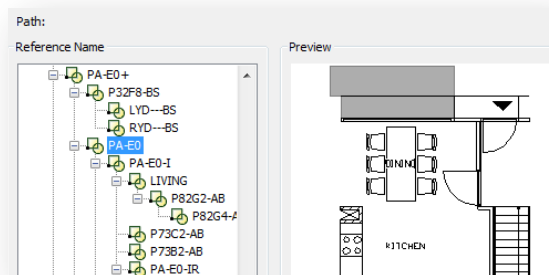 Path:
Reference Name
Preview
PA-E0+
P32F8-BS
LYD---BS
RYD---BS
PA-E0
PA-E0-I
LIVING
P82G2-AB
P82G4-A
P73C2-AB
P73B2-AB
PA-E0-IR
DINING
KITCHEN